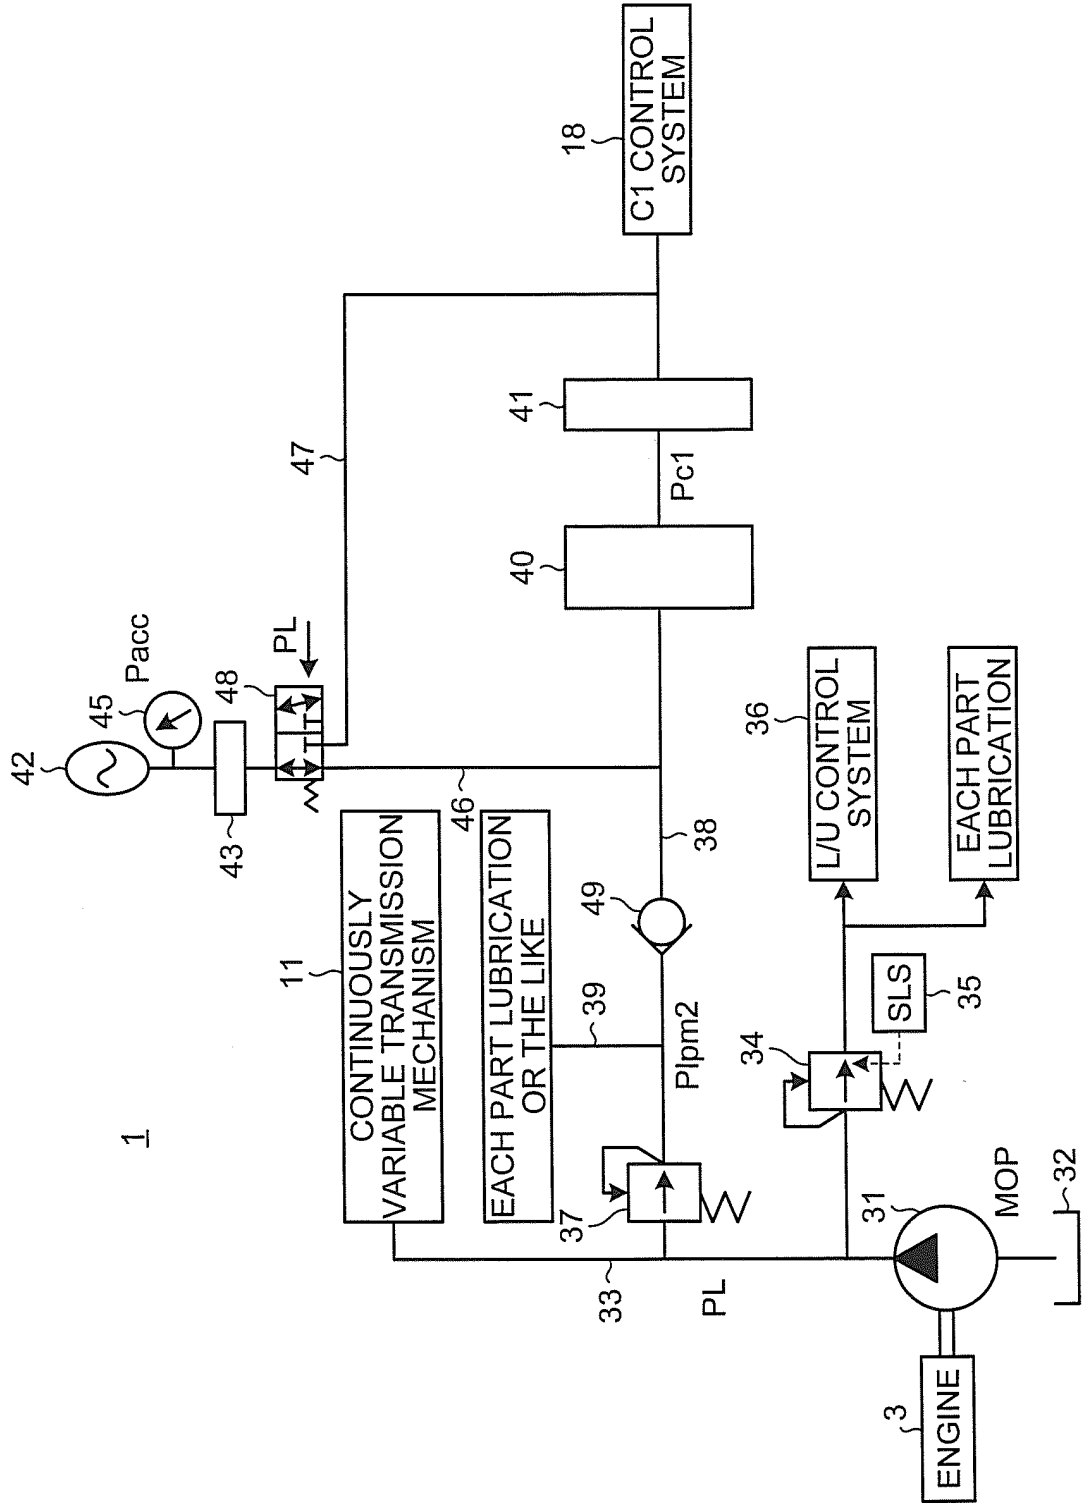 1
3
ENGINE
31
MOP
32
33
PL
37
34
SLS
35
36
L/U CONTROL
SYSTEM
EACH PART
LUBRICATION
11
CONTINUOUSLY
VARIABLE TRANSMISSION
MECHANISM
EACH PART LUBRICATION
OR THE LIKE
39
Plpm2
49
38
46
42
45
Pacc
43
48
PL
47
40
Pc1
41
18
C1 CONTROL
SYSTEM